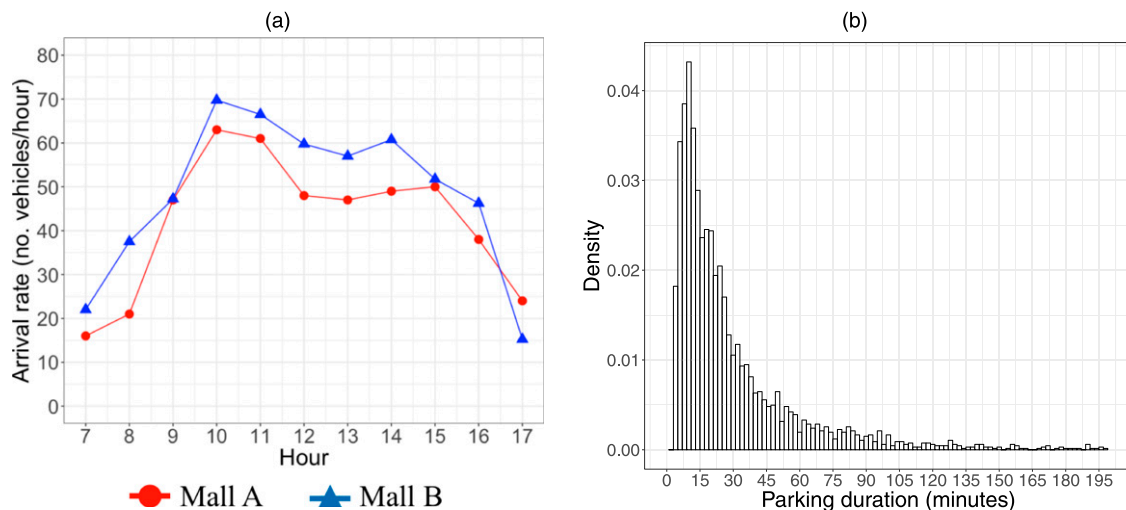 (a)
Arrival rate (no. vehicles/hour)
80
70
60
50
40
30
20
10
0
7 8 9 10 11 12 13 14 15 16 17
Hour
Mall A Mall B
(b)
Density
0.04
0.03
0.02
0.01
0.00
0 15 30 45 60 75 90 105 120 135 150 165 180 195
Parking duration (minutes)